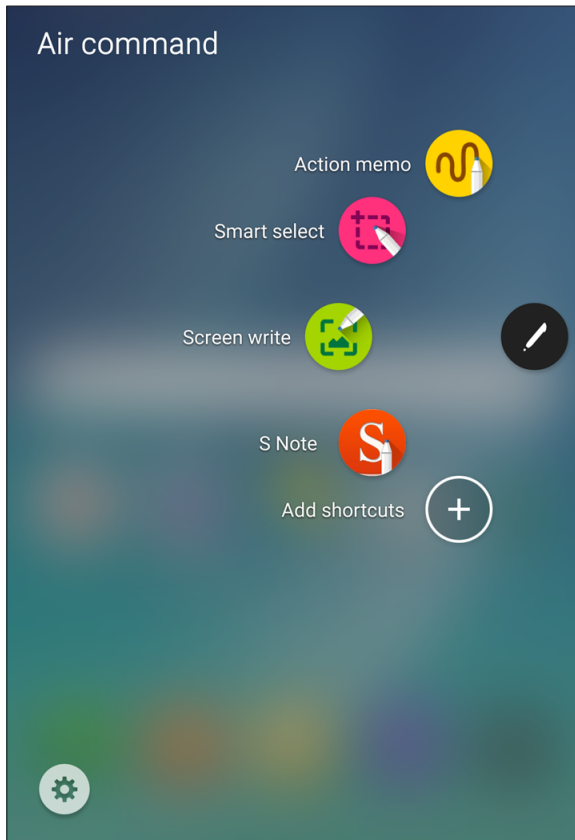 Air command
Action memo
Smart select
Screen write
S Note
S
Add shortcuts